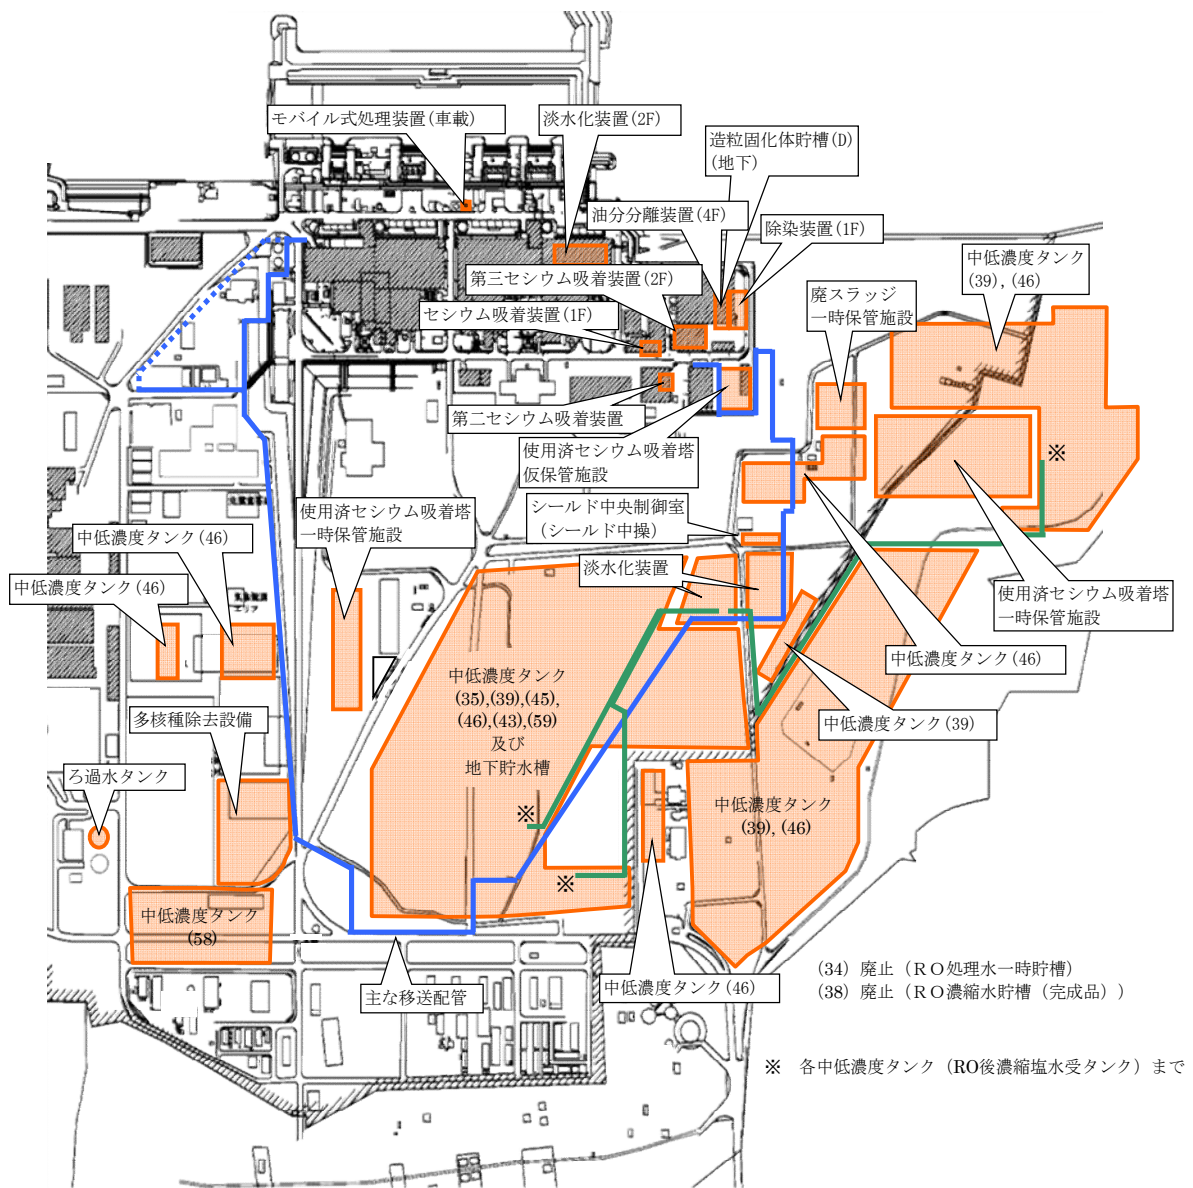 モバイル式処理装置(車載)
淡水化装置(2F)
造粒固化体貯槽(D)
(地下)
油分分離装置(4F)
除染装置(1F)
中低濃度タンク
(39), (46)
第三セシウム吸着装置(2F)
廃スラッジ
一時保管施設
セシウム吸着装置(1F)
第二セシウム吸着装置
使用済セシウム吸着塔
仮保管施設
※
シールド中央制御室
(シールド中操)
使用済セシウム吸着塔
一時保管施設
中低濃度タンク(46)
中低濃度タンク(46)
淡水化装置
使用済セシウム吸着塔
一時保管施設
中低濃度タンク(46)
中低濃度タンク
(35),(39),(45),
(46),(43),(59)
及び
地下貯水槽
多核種除去設備
中低濃度タンク(39)
ろ過水タンク
※
中低濃度タンク
(39), (46)
※
中低濃度タンク
(58)
主な移送配管
中低濃度タンク(46)
(34) 廃止(RO処理水一時貯槽)
(38) 廃止(RO濃縮水貯槽(完成品))
※ 各中低濃度タンク(RO後濃縮塩水受タンク)まで